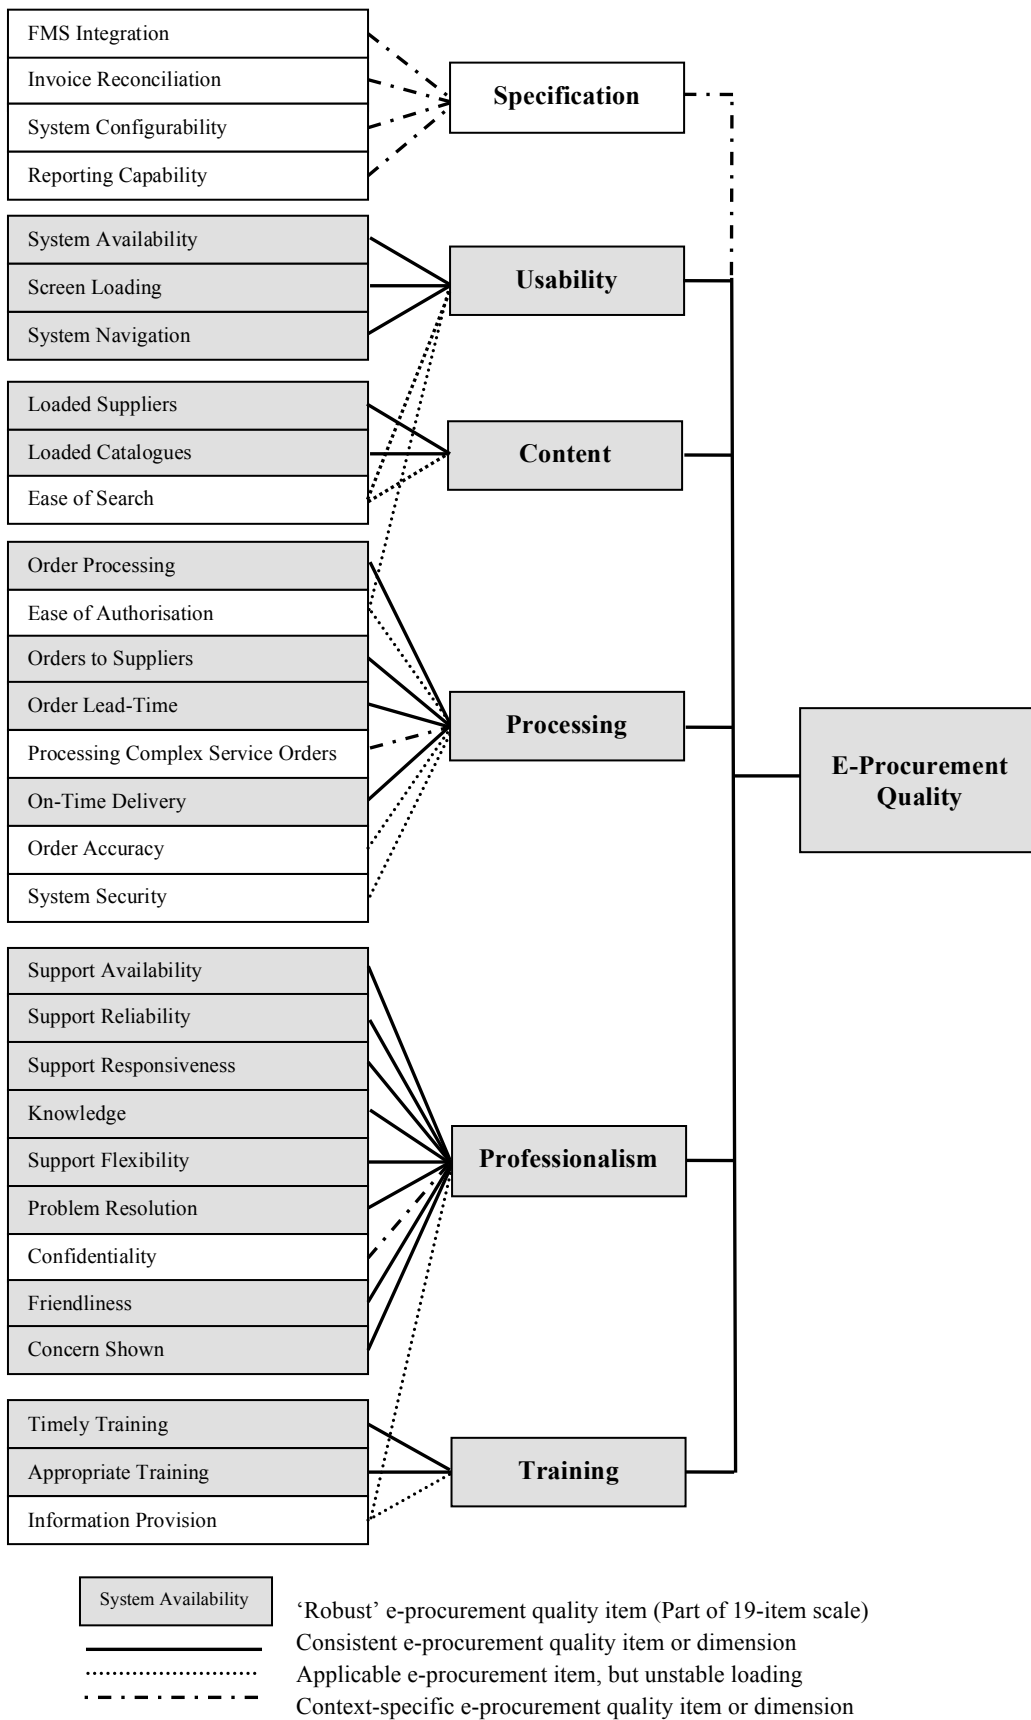 FMS Integration
Invoice Reconciliation
System Configurability
Reporting Capability
Specification
System Availability
Screen Loading
System Navigation
Usability
Loaded Suppliers
Loaded Catalogues
Ease of Search
Content
Order Processing
Ease of Authorisation
Orders to Suppliers
Order Lead-Time
Processing Complex Service Orders
On-Time Delivery
Order Accuracy
System Security
Processing
E-Procurement
Quality
Support Availability
Support Reliability
Support Responsiveness
Knowledge
Support Flexibility
Problem Resolution
Confidentiality
Friendliness
Concern Shown
Professionalism
Timely Training
Appropriate Training
Information Provision
Training
System Availability
‘Robust’ e-procurement quality item (Part of 19-item scale)
Consistent e-procurement quality item or dimension
Applicable e-procurement item, but unstable loading
Context-specific e-procurement quality item or dimension